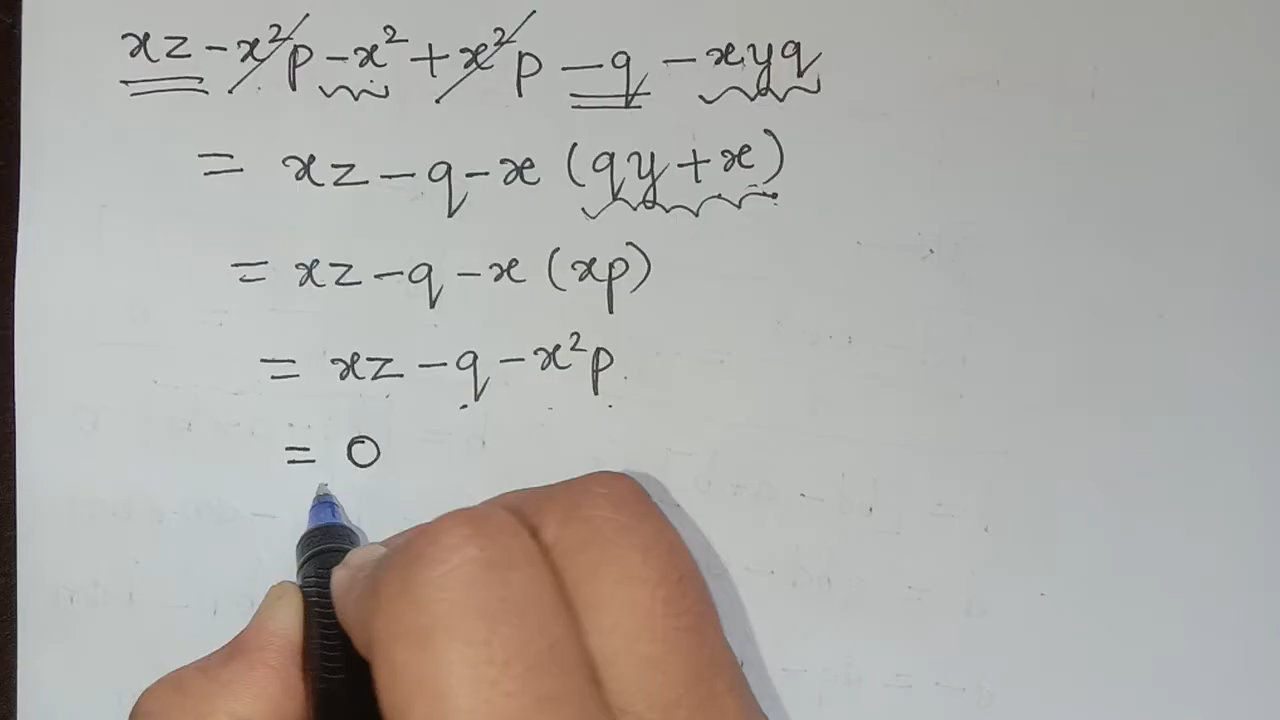 xz - x²p - x² + x²p - q - xyq
= xz - q - x (qy + x)
= xz - q - x (xp)
= xz - q - x²p
= 0